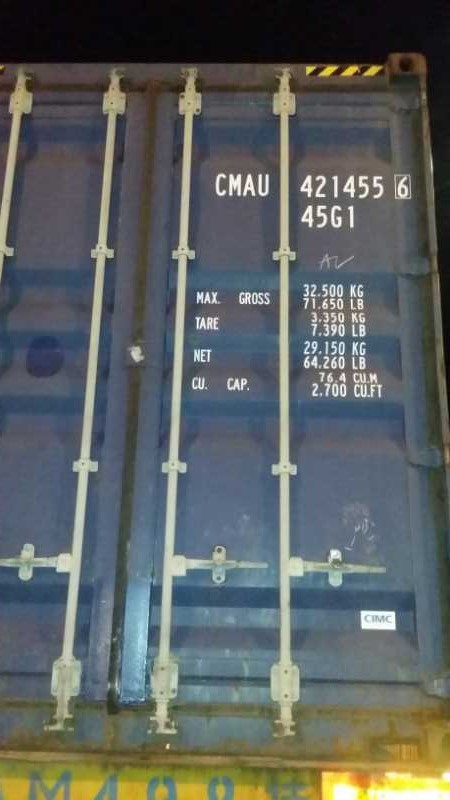 CMAU 421455 6
45G1
MAX. GROSS 32.500 KG
71.650 LB
TARE 3.350 KG
7.390 LB
NET 29.150 KG
64.260 LB
CU. CAP. 76.4 CU.M
2.700 CU.FT
CIMC